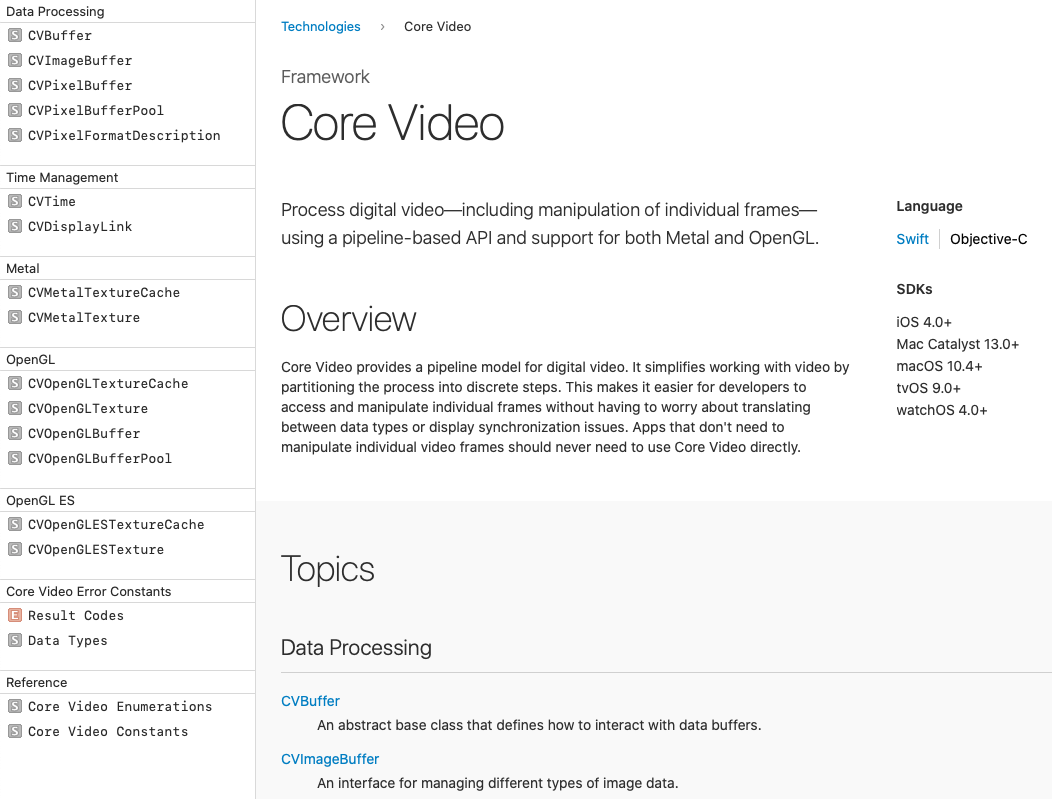 Data Processing
S CVBuffer
S CVImageBuffer
S CVPixelBuffer
S CVPixelBufferPool
S CVPixelFormatDescription
Time Management
S CVTime
S CVDisplayLink
Metal
S CVMetalTextureCache
S CVMetalTexture
OpenGL
S CVOpenGLTextureCache
S CVOpenGLTexture
S CVOpenGLBuffer
S CVOpenGLBufferPool
OpenGL ES
S CVOpenGLESTextureCache
S CVOpenGLESTexture
Core Video Error Constants
E Result Codes
S Data Types
Reference
S Core Video Enumerations
S Core Video Constants
Technologies › Core Video
Framework
Core Video
Process digital video—including manipulation of individual frames—
using a pipeline-based API and support for both Metal and OpenGL.
Overview
Core Video provides a pipeline model for digital video. It simplifies working with video by
partitioning the process into discrete steps. This makes it easier for developers to
access and manipulate individual frames without having to worry about translating
between data types or display synchronization issues. Apps that don't need to
manipulate individual video frames should never need to use Core Video directly.
Language
Swift Objective-C
SDKs
iOS 4.0+
Mac Catalyst 13.0+
macOS 10.4+
tvOS 9.0+
watchOS 4.0+
Topics
Data Processing
CVBuffer
An abstract base class that defines how to interact with data buffers.
CVImageBuffer
An interface for managing different types of image data.